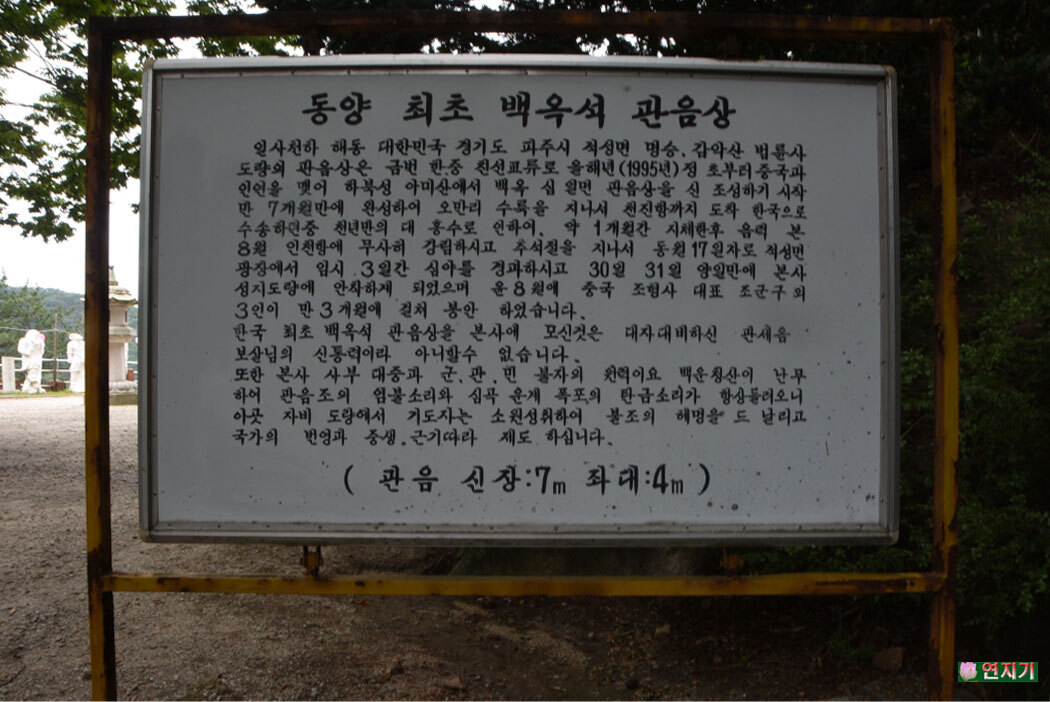 동양 최초 백옥석 관음상
일사천하 해동 대한민국 경기도 파주시 적성면 명승. 감악산 법륜사
도량의 관음상은 금번 한.중 친선교류로 을해년(1995년)정 초부터 중국과
인연을 맺어 하북성 아미산에서 백옥 십 일면 관음상을 신 조성하기 시작
만 7개월만에 완성하여 오만리 수륙을 지나서 천진항까지 도착 한국으로
수송하던중 천년만의 대 홍수로 인하여. 약 1개월간 지체한후 음력 본
8월 인천항에 무사히 강림하시고 추석절을 지나서 동월 17일자로 적성면
광장에서 임시 3일간 심야를 경과하시고 30일 31일 양일만에 본사
성지도량에 안착하게 되었으며 윤8월에 중국 조형사 대표 조군구 외
3인이 만 3개월에 걸처 봉안 하였습니다.
한국 최초 백옥석 관음상을 본사에 모신것은 대자대비하신 관세음
보살님의 신통력이라 아니할수 없습니다.
또한 본사 사부 대중과 군.관.민 불자의 원력이요 백운청산이 난무
하여 관음조의 염불소리와 심곡 운계 폭포의 탄금소리가 항상들려오니
이곳 자비 도량에서 기도자는 소원성취하여 불조의 해명을 드 날리고
국가의 번영과 중생.근기따라 제도 하십니다.
( 관음 신장:7m 좌대:4m )
연지기